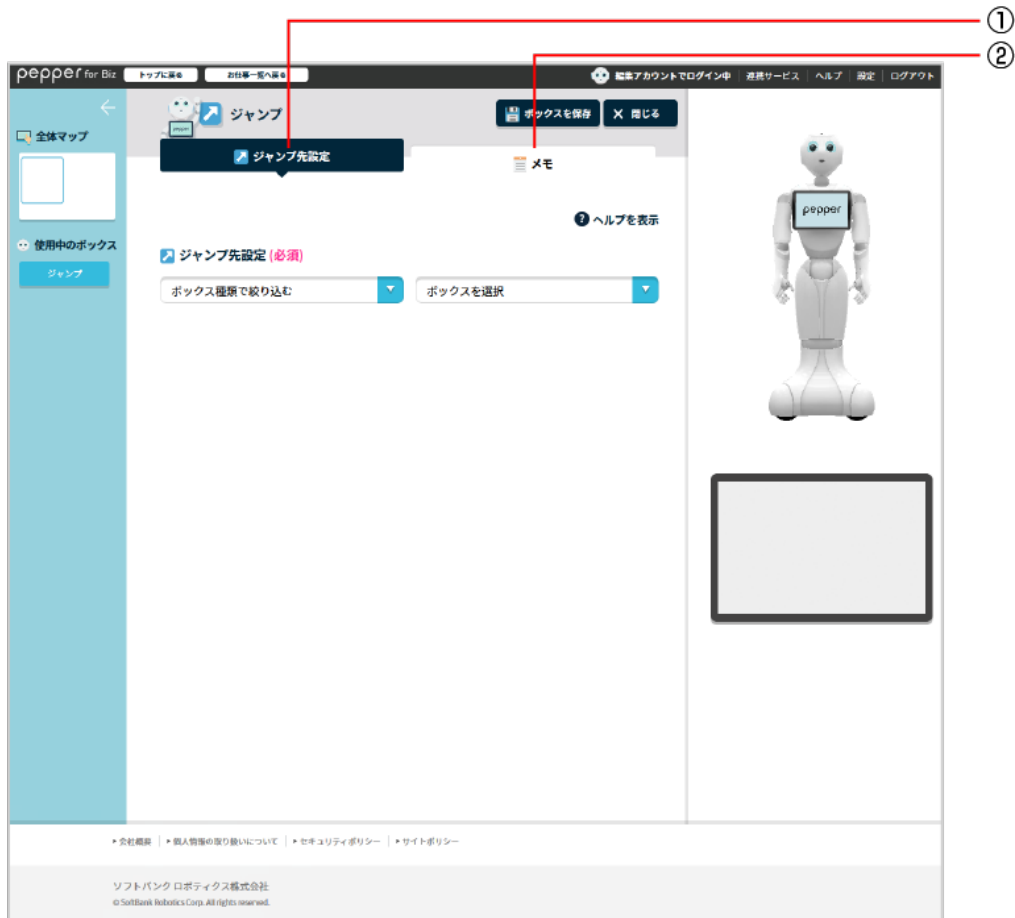 ①
②
pepper for Biz トップに戻る お仕事一覧へ戻る 編集アカウントでログイン中 連携サービス ヘルプ 設定 ログアウト
ジャンプ ボックスを保存 × 閉じる
全体マップ
ジャンプ先設定 メモ
pepper
ヘルプを表示
使用中のボックス
ジャンプ
ジャンプ先設定 (必須)
ボックス種類で絞り込む ボックスを選択
会社概要 個人情報の取り扱いについて セキュリティポリシー サイトポリシー
ソフトバンク ロボティクス株式会社
© SoftBank Robotics Corp. All rights reserved.